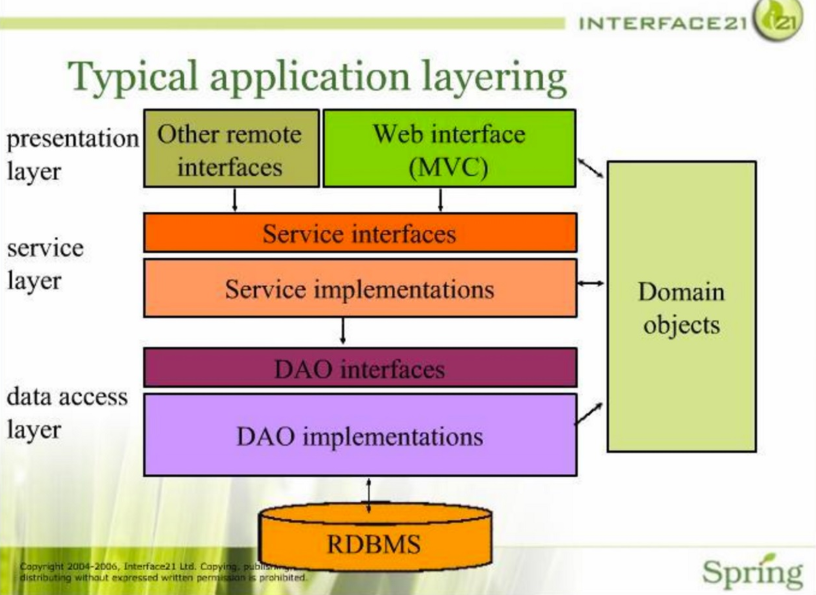 INTERFACE21
i21
Typical application layering
presentation
layer
Other remote
interfaces
Web interface
(MVC)
service
layer
Service interfaces
Service implementations
Domain
objects
data access
layer
DAO interfaces
DAO implementations
RDBMS
Copyright 2004-2006, Interface21 Ltd. Copying, publishing,
distributing without expressed written permission is prohibited.
Spring